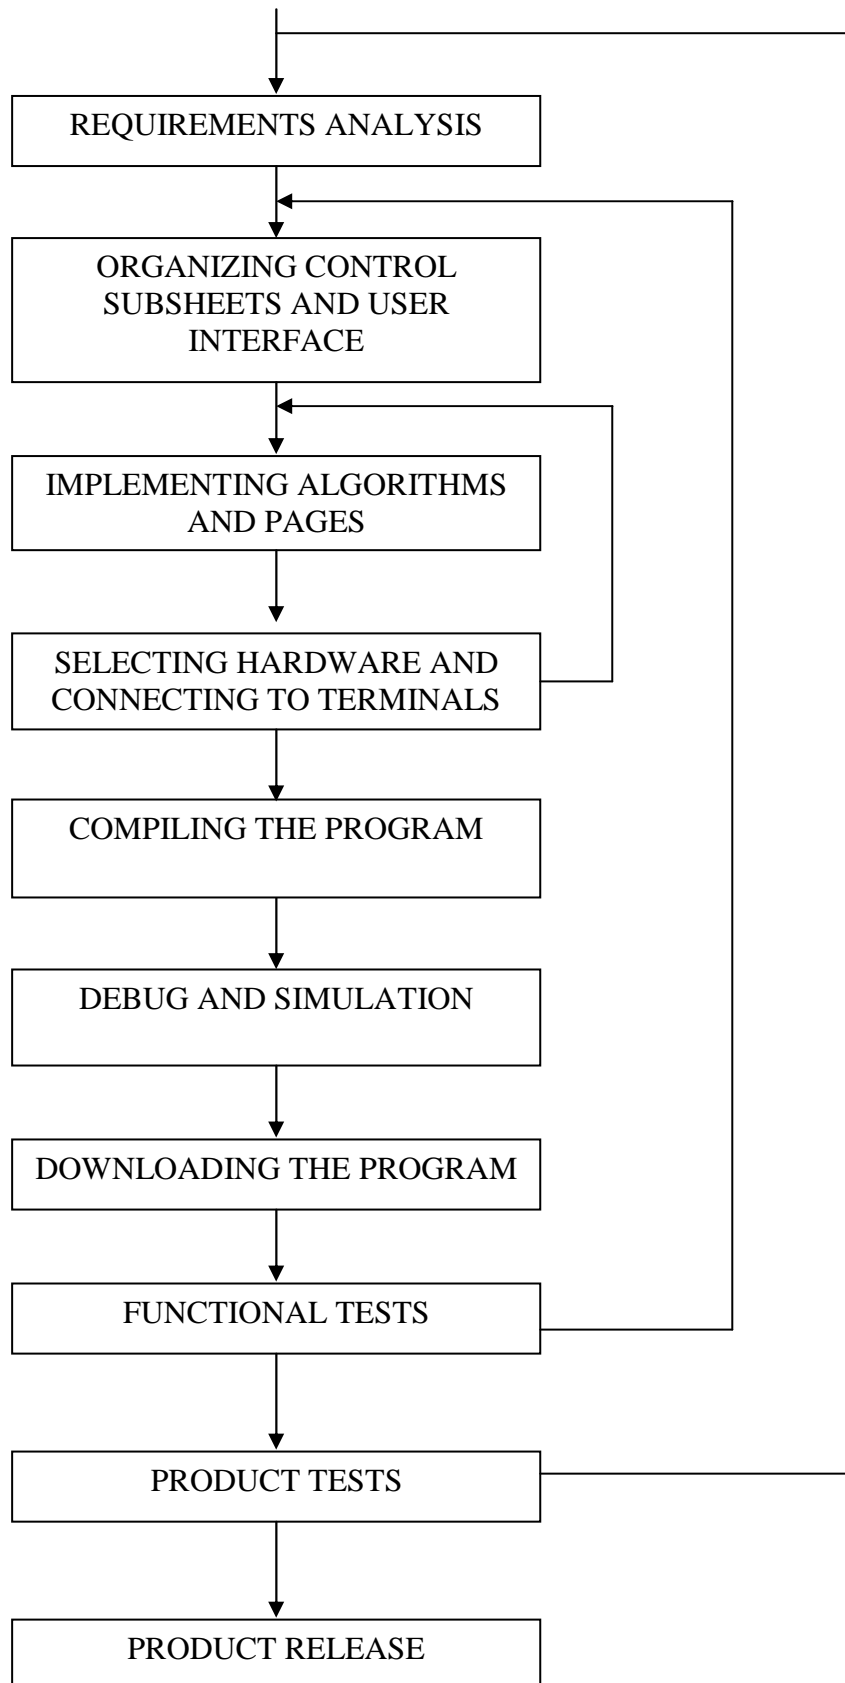 REQUIREMENTS ANALYSIS
ORGANIZING CONTROL
SUBSHEETS AND USER
INTERFACE
IMPLEMENTING ALGORITHMS
AND PAGES
SELECTING HARDWARE AND
CONNECTING TO TERMINALS
COMPILING THE PROGRAM
DEBUG AND SIMULATION
DOWNLOADING THE PROGRAM
FUNCTIONAL TESTS
PRODUCT TESTS
PRODUCT RELEASE